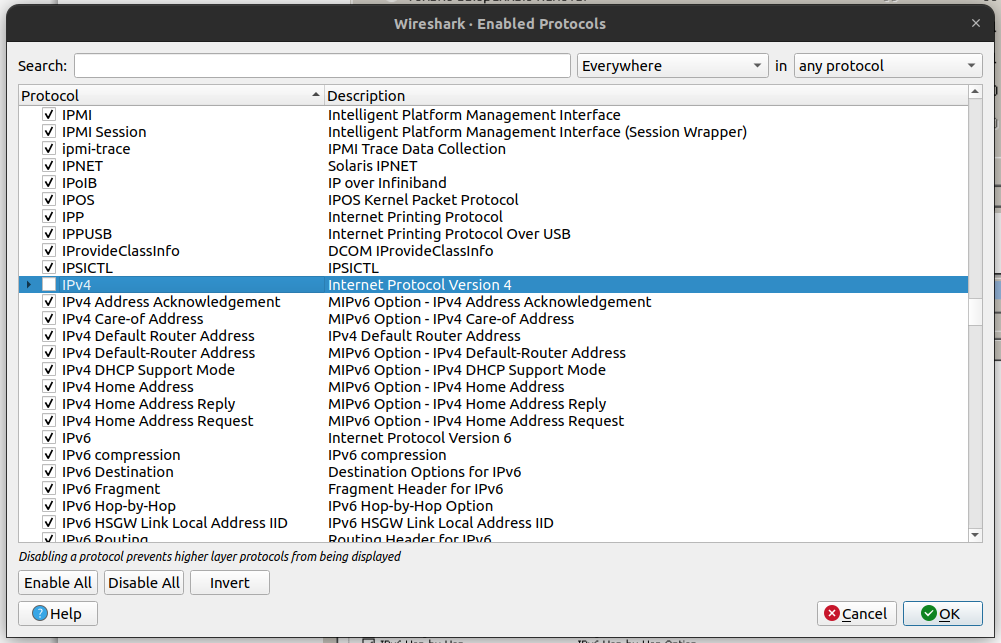 Wireshark · Enabled Protocols
Search: Everywhere in any protocol
Protocol Description
IPMI Intelligent Platform Management Interface
IPMI Session Intelligent Platform Management Interface (Session Wrapper)
ipmi-trace IPMI Trace Data Collection
IPNET Solaris IPNET
IPoIB IP over Infiniband
IPOS IPOS Kernel Packet Protocol
IPP Internet Printing Protocol
IPPUSB Internet Printing Protocol Over USB
IProvideClassInfo DCOM IProvideClassInfo
IPSICTL IPSICTL
IPv4 Internet Protocol Version 4
IPv4 Address Acknowledgement MIPv6 Option - IPv4 Address Acknowledgement
IPv4 Care-of Address MIPv6 Option - IPv4 Care-of Address
IPv4 Default Router Address IPv4 Default Router Address
IPv4 Default-Router Address MIPv6 Option - IPv4 Default-Router Address
IPv4 DHCP Support Mode MIPv6 Option - IPv4 DHCP Support Mode
IPv4 Home Address MIPv6 Option - IPv4 Home Address
IPv4 Home Address Reply MIPv6 Option - IPv4 Home Address Reply
IPv4 Home Address Request MIPv6 Option - IPv4 Home Address Request
IPv6 Internet Protocol Version 6
IPv6 compression IPv6 compression
IPv6 Destination Destination Options for IPv6
IPv6 Fragment Fragment Header for IPv6
IPv6 Hop-by-Hop IPv6 Hop-by-Hop Option
IPv6 HSGW Link Local Address IID IPv6 HSGW Link Local Address IID
IPv6 Routing Routing Header for IPv6
Disabling a protocol prevents higher layer protocols from being displayed
Enable All Disable All Invert
Help Cancel OK
IPv6 Hop-by-Hop IPv6 Hop-by-Hop Option